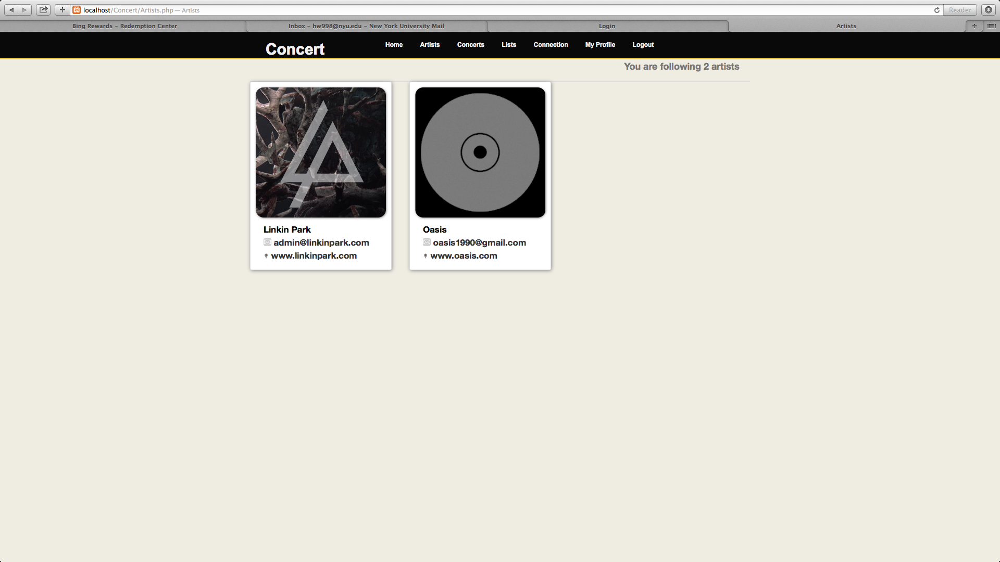 localhost/Concert/Artists.php — Artists
Reader
Bing Rewards – Redemption Center
Inbox – hw998@nyu.edu – New York University Mail
Login
Artists
Concert
Home
Artists
Concerts
Lists
Connection
My Profile
Logout
You are following 2 artists
Linkin Park
admin@linkinpark.com
www.linkinpark.com
Oasis
oasis1990@gmail.com
www.oasis.com